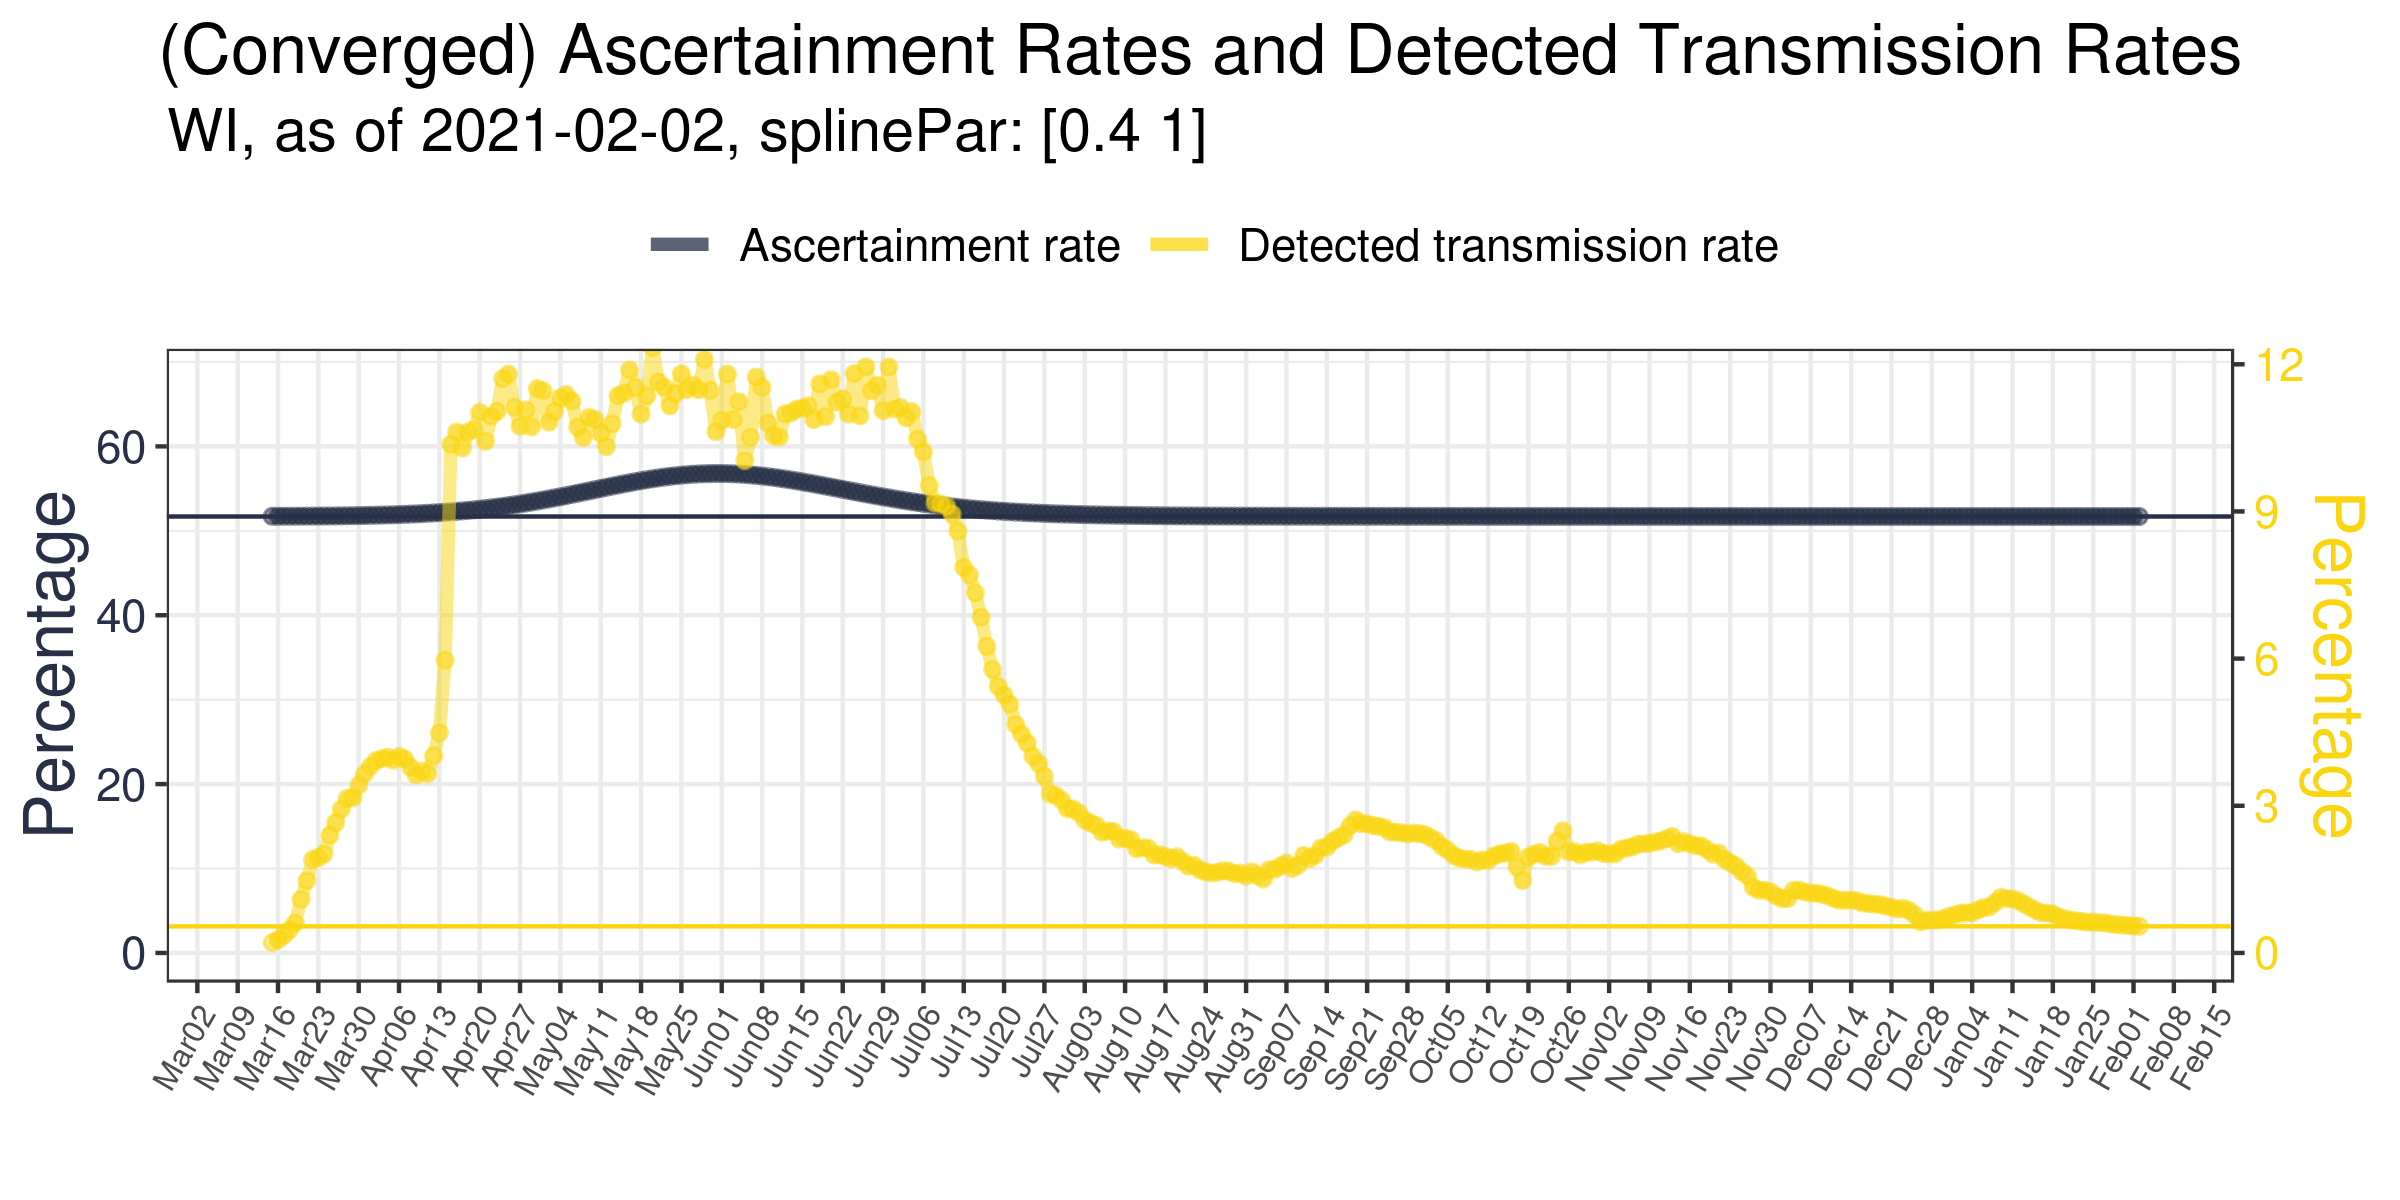 (Converged) Ascertainment Rates and Detected Transmission Rates
WI, as of 2021-02-02, splinePar: [0.4 1]
Ascertainment rate
Detected transmission rate
Percentage
60
40
20
0
12
9
6
3
0
Percentage
Mar02
Mar09
Mar16
Mar23
Mar30
Apr06
Apr13
Apr20
Apr27
May04
May11
May18
May25
Jun01
Jun08
Jun15
Jun22
Jun29
Jul06
Jul13
Jul20
Jul27
Aug03
Aug10
Aug17
Aug24
Aug31
Sep07
Sep14
Sep21
Sep28
Oct05
Oct12
Oct19
Oct26
Nov02
Nov09
Nov16
Nov23
Nov30
Dec07
Dec14
Dec21
Dec28
Jan04
Jan11
Jan18
Jan25
Feb01
Feb08
Feb15